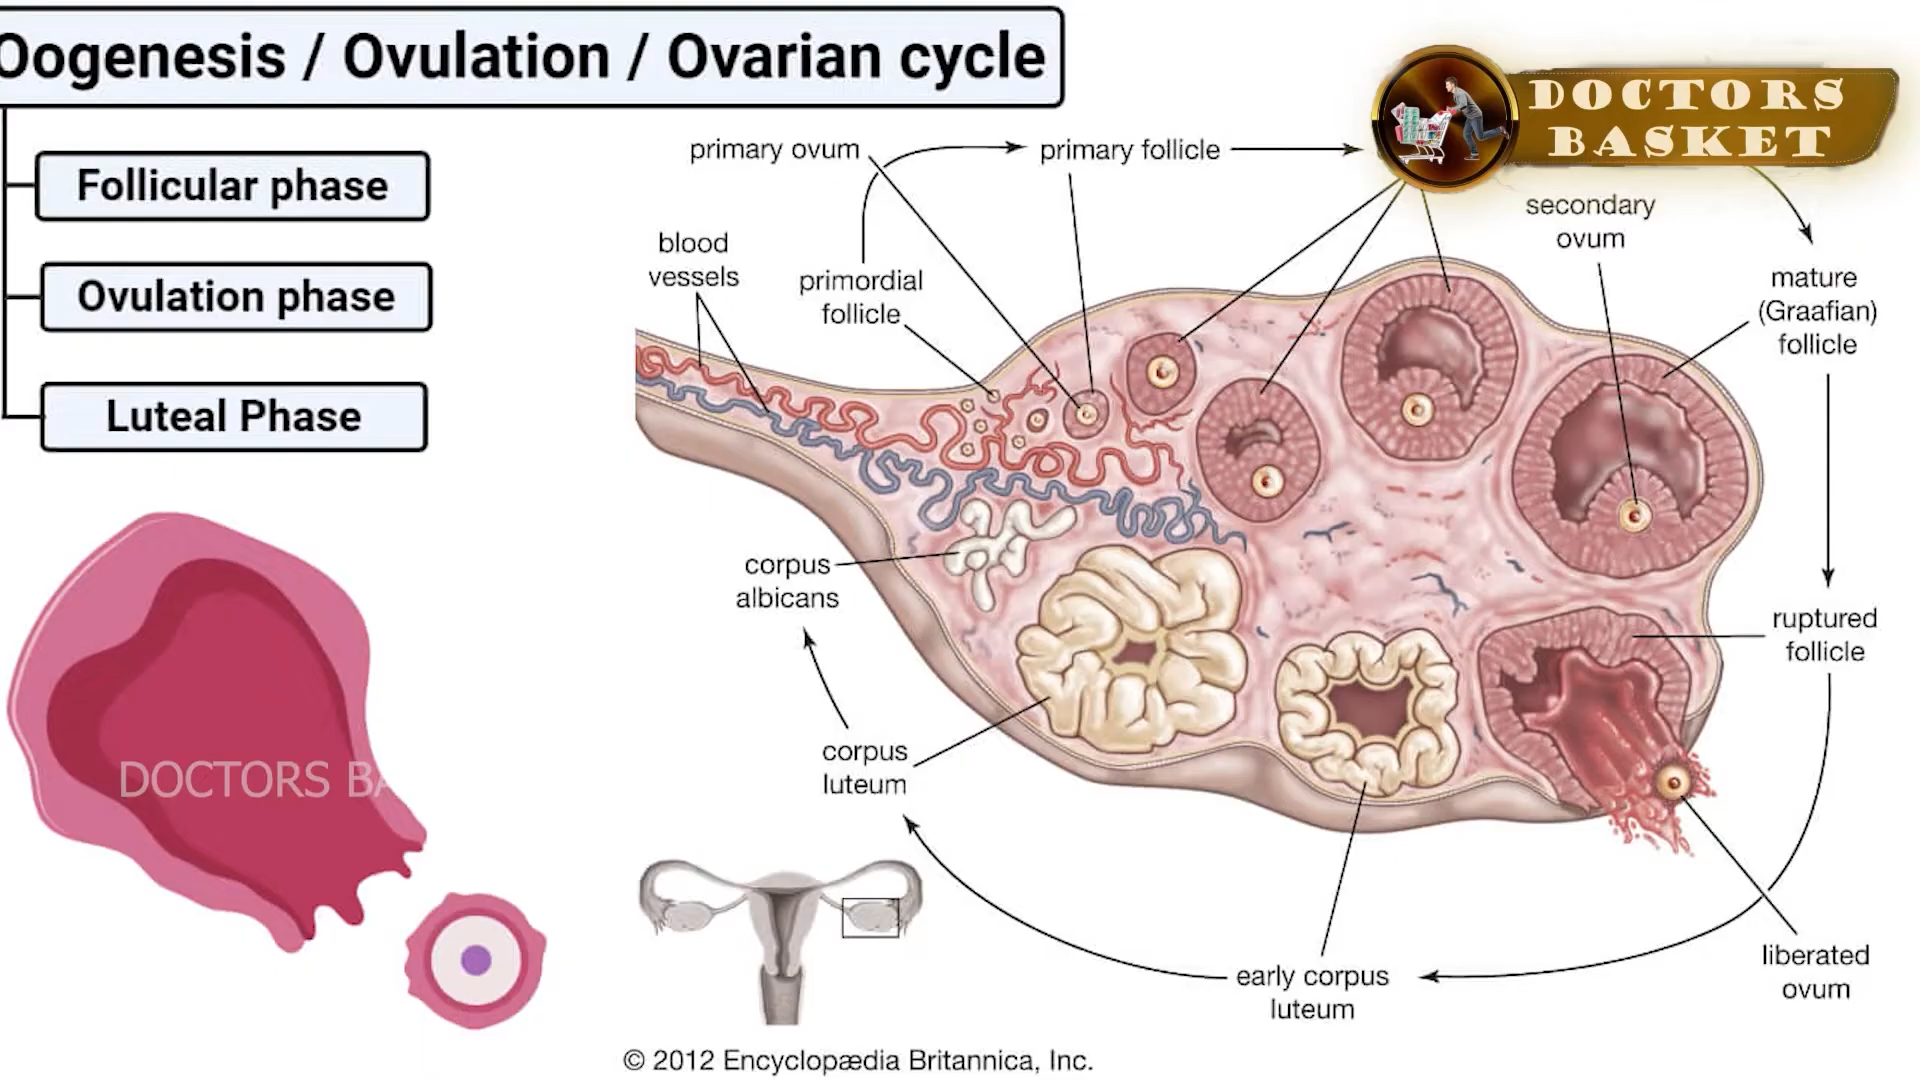 Oogenesis / Ovulation / Ovarian cycle
Follicular phase
Ovulation phase
Luteal Phase
DOCTORS
BASKET
primary ovum
primary follicle
blood
vessels
primordial
follicle
secondary
ovum
mature
(Graafian)
follicle
corpus
albicans
ruptured
follicle
corpus
luteum
DOCTORS BA
liberated
ovum
early corpus
luteum
© 2012 Encyclopædia Britannica, Inc.